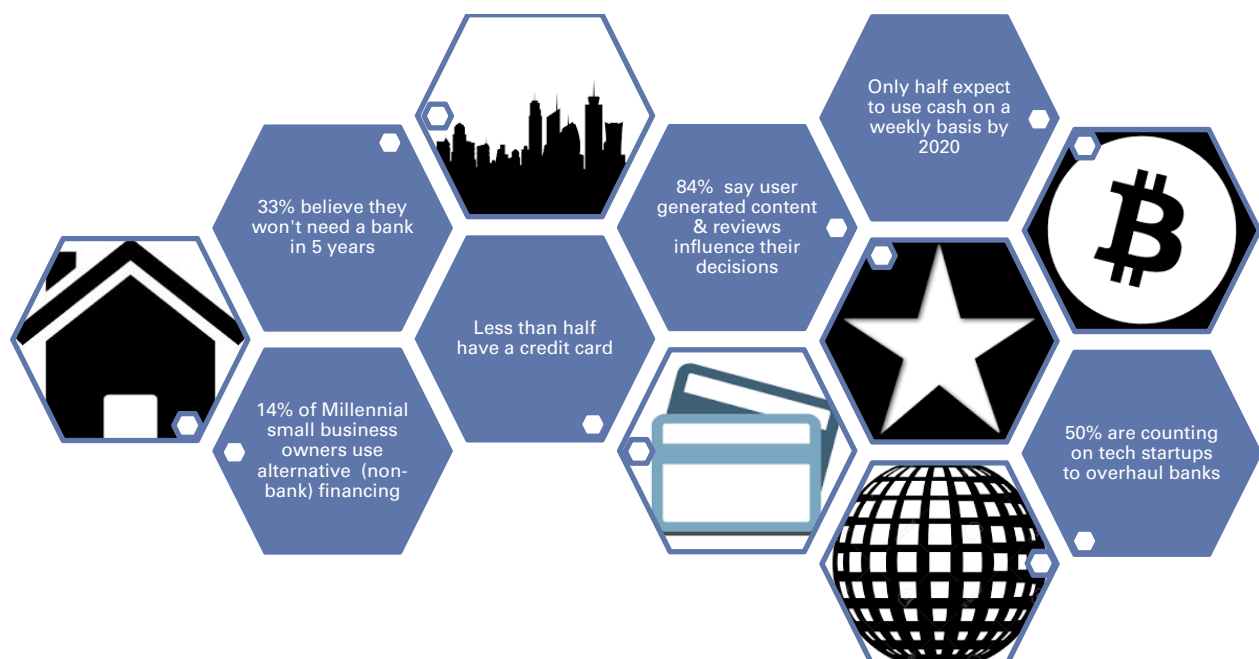 33% believe they
won't need a bank
in 5 years
14% of Millennial
small business
owners use
alternative (non-
bank) financing
Less than half
have a credit card
84% say user
generated content
& reviews
influence their
decisions
Only half expect
to use cash on a
weekly basis by
2020
50% are counting
on tech startups
to overhaul banks